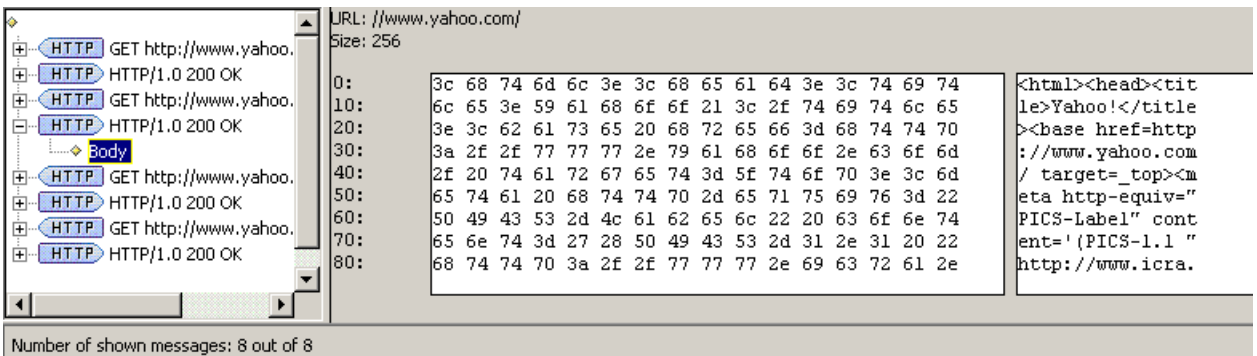 HTTP GET http://www.yahoo.
HTTP HTTP/1.0 200 OK
HTTP GET http://www.yahoo.
HTTP HTTP/1.0 200 OK
Body
HTTP GET http://www.yahoo.
HTTP HTTP/1.0 200 OK
HTTP GET http://www.yahoo.
HTTP HTTP/1.0 200 OK
URL: //www.yahoo.com/
Size: 256
0: 3c 68 74 6d 6c 3e 3c 68 65 61 64 3e 3c 74 69 74 <html><head><tit
10: 6c 65 3e 59 61 68 6f 6f 21 3c 2f 74 69 74 6c 65 le>Yahoo!</title
20: 3e 3c 62 61 73 65 20 68 72 65 66 3d 68 74 74 70 ><base href=http
30: 3a 2f 2f 77 77 77 2e 79 61 68 6f 6f 2e 63 6f 6d ://www.yahoo.com
40: 2f 20 74 61 72 67 65 74 3d 5f 74 6f 70 3e 3c 6d / target=_top><m
50: 65 74 61 20 68 74 74 70 2d 65 71 75 69 76 3d 22 eta http-equiv="
60: 50 49 43 53 2d 4c 61 62 65 6c 22 20 63 6f 6e 74 PICS-Label" cont
70: 65 6e 74 3d 27 28 50 49 43 53 2d 31 2e 31 20 22 ent='(PICS-1.1 "
80: 68 74 74 70 3a 2f 2f 77 77 77 2e 69 63 72 61 2e http://www.icra.
Number of shown messages: 8 out of 8